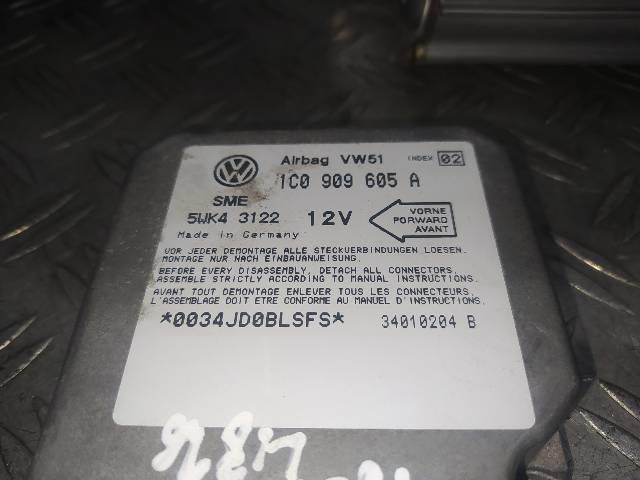 Airbag VW51 INDEX 02
1C0 909 605 A
SME
5WK4 3122 12V
VORNE
FORWARD
AVANT
Made in Germany
VOR JEDER DEMONTAGE ALLE STECKVERBINDUNGEN LOESEN.
MONTAGE NUR NACH EINBAUANWEISUNG.
BEFORE EVERY DISASSEMBLY, DETACH ALL CONNECTORS.
ASSEMBLE STRICTLY ACCORDING TO MANUAL INSTRUCTIONS.
AVANT TOUT DEMONTAGE ENLEVER TOUS LES CONNECTEURS,
L'ASSEMBLAGE DOIT ETRE CONFORME AU MANUEL D'INSTRUCTIONS.
*0034JD0BLSFS* 34010204 B